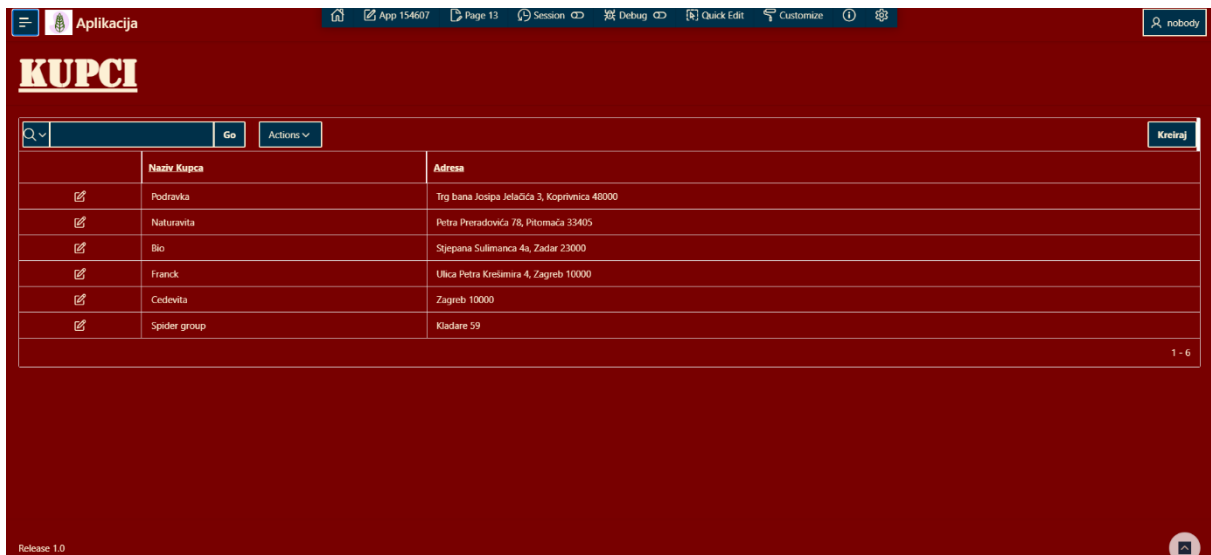 Aplikacija App 154607 Page 13 Session Debug Quick Edit Customize nobody
KUPCI
Go Actions Kreiraj
Naziv Kupca Adresa
Podravka Trg bana Josipa Jelačića 3, Koprivnica 48000
Naturavita Petra Preradovića 78, Pitomača 33405
Bio Stjepana Sulimanca 4a, Zadar 23000
Franck Ulica Petra Krešimira 4, Zagreb 10000
Cedevita Zagreb 10000
Spider group Kladare 59
1 - 6
Release 1.0